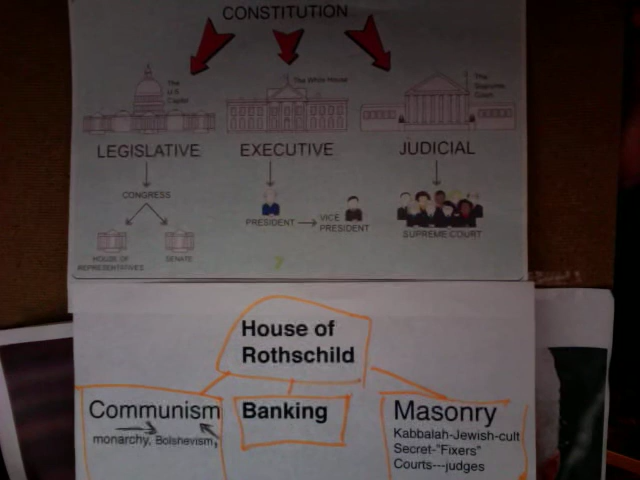 CONSTITUTION
The
U.S.
Capitol
The White House
The
Supreme
Court
LEGISLATIVE
EXECUTIVE
JUDICIAL
CONGRESS
PRESIDENT
VICE
PRESIDENT
SUPREME COURT
HOUSE OF
REPRESENTATIVES
SENATE
7
House of
Rothschild
Communism
monarchy, Bolshevism,
Banking
Masonry
Kabbalah-Jewish-cult
Secret-"Fixers"
Courts---judges